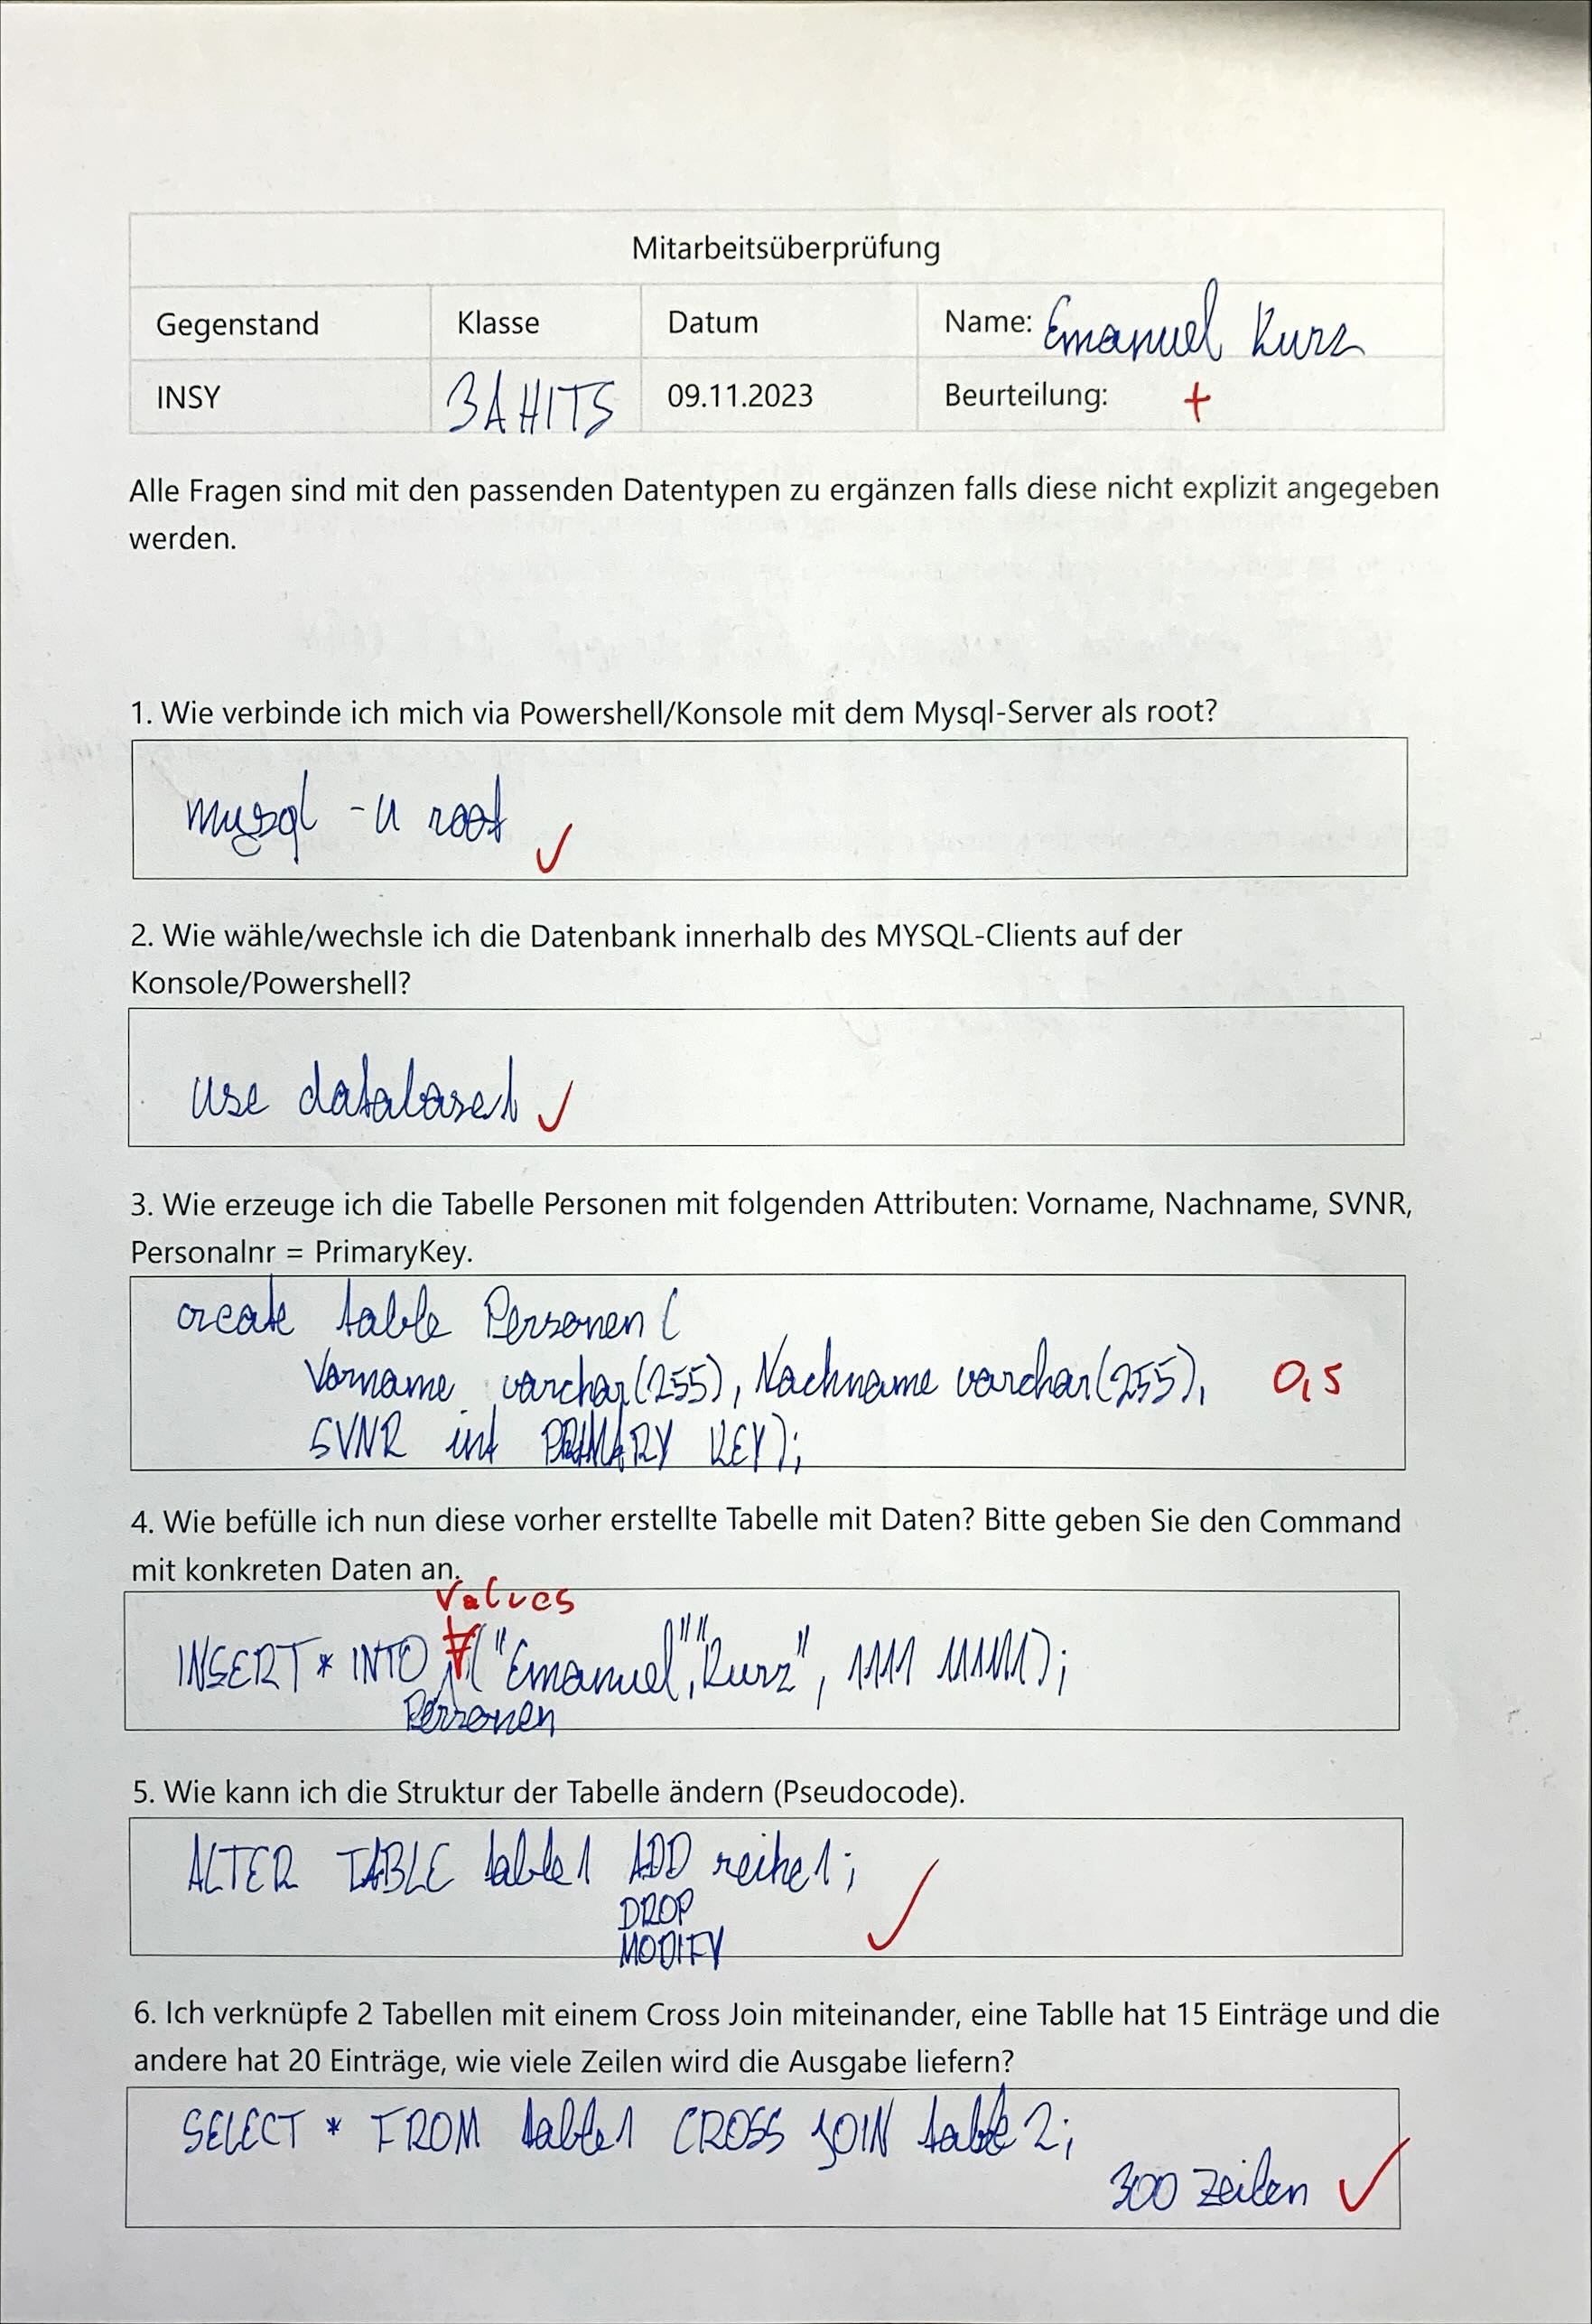 Mitarbeitsüberprüfung
Gegenstand Klasse Datum Name: Emanuel Kurz
INSY 3AHITS 09.11.2023 Beurteilung: +
Alle Fragen sind mit den passenden Datentypen zu ergänzen falls diese nicht explizit angegeben
werden.
1. Wie verbinde ich mich via Powershell/Konsole mit dem Mysql-Server als root?
mysql -u root ✓
2. Wie wähle/wechsle ich die Datenbank innerhalb des MYSQL-Clients auf der
Konsole/Powershell?
use database1 ✓
3. Wie erzeuge ich die Tabelle Personen mit folgenden Attributen: Vorname, Nachname, SVNR,
Personalnr = PrimaryKey.
create table Personen (
Vorname varchar(255), Nachname varchar(255), 0,5
SVNR int PRIMARY KEY);
4. Wie befülle ich nun diese vorher erstellte Tabelle mit Daten? Bitte geben Sie den Command
mit konkreten Daten an.
Values
INSERT * INTO ("Emanuel","Kurz", 1111 111111);
Personen
5. Wie kann ich die Struktur der Tabelle ändern (Pseudocode).
ALTER TABLE table1 ADD reihe1;
DROP
MODIFY ✓
6. Ich verknüpfe 2 Tabellen mit einem Cross Join miteinander, eine Tablle hat 15 Einträge und die
andere hat 20 Einträge, wie viele Zeilen wird die Ausgabe liefern?
SELECT * FROM table1 CROSS JOIN table2;
300 Zeilen ✓